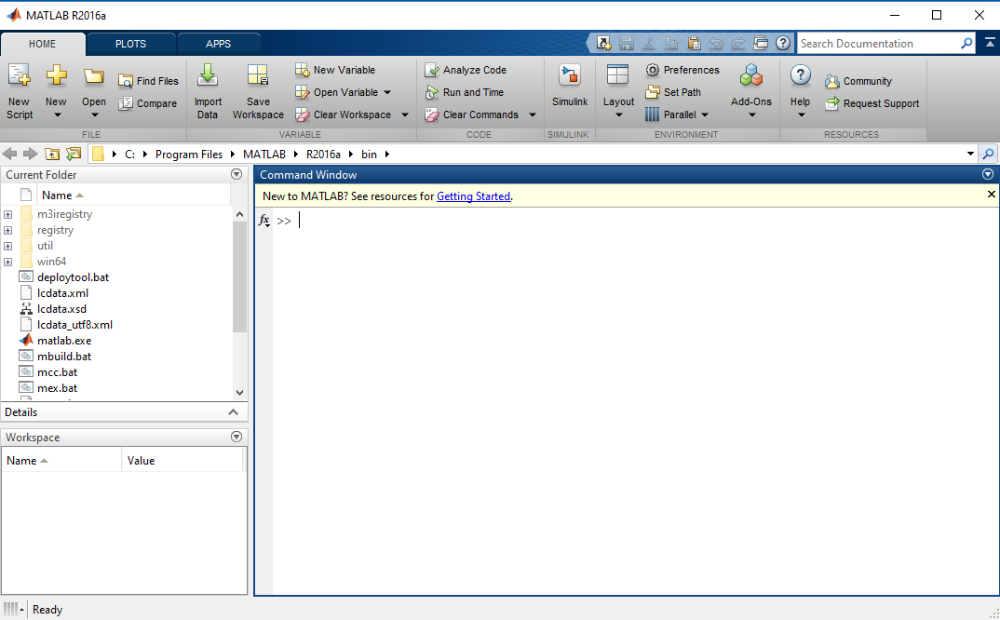 MATLAB R2016a
HOME PLOTS APPS
Search Documentation
New Script
New
Open
Find Files
Compare
Import Data
Save Workspace
New Variable
Open Variable
Clear Workspace
Analyze Code
Run and Time
Clear Commands
Simulink
Layout
Preferences
Set Path
Parallel
Add-Ons
Help
Community
Request Support
FILE VARIABLE CODE SIMULINK ENVIRONMENT RESOURCES
C: Program Files MATLAB R2016a bin
Current Folder
Name
m3iregistry
registry
util
win64
deploytool.bat
lcdata.xml
lcdata.xsd
lcdata_utf8.xml
matlab.exe
mbuild.bat
mcc.bat
mex.bat
Details
Workspace
Name Value
Command Window
New to MATLAB? See resources for Getting Started.
fx >>
Ready